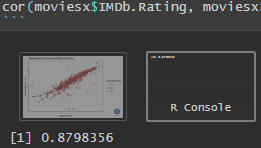 cor(moviesx$IMDb.Rating, moviesx
```
R Console
[1] 0.8798356